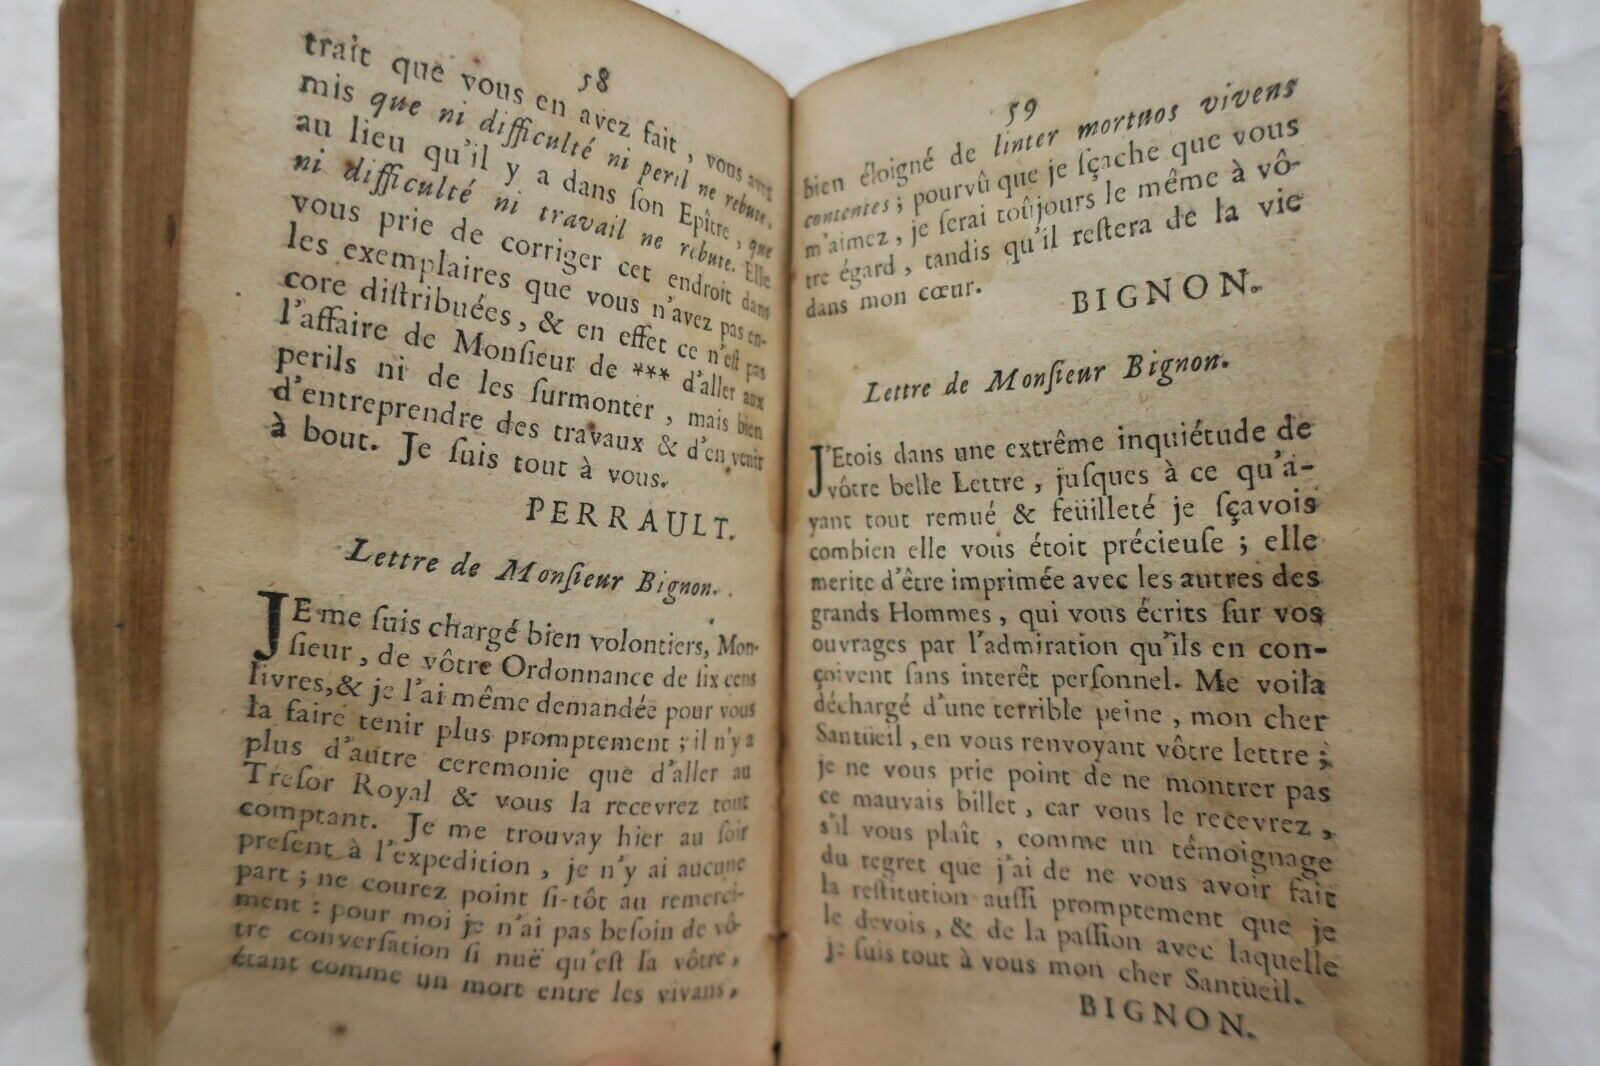 58
trait que vous en avez fait, vous avez
mis que ni difficulté ni peril ne rebute,
au lieu qu'il y a dans ſon Epître, que
ni difficulté ni travail ne rebute. Elle
vous prie de corriger cet endroit dans
les exemplaires que vous n'avez pas en-
core diſtribuées, & en effet ce n'eſt pas
l'affaire de Monſieur de *** d'aller aux
perils ni de les ſurmonter, mais bien
d'entreprendre des travaux & d'en venir
à bout. Je ſuis tout à vous.
PERRAULT.
Lettre de Monſieur Bignon.
JE me ſuis chargé bien volontiers, Mon-
ſieur, de vôtre Ordonnance de ſix cens
livres, & je l'ai même demandée pour vous
la faire tenir plus promptement; il n'y a
plus d'autre ceremonie que d'aller au
Treſor Royal & vous la recevrez tout
comptant. Je me trouvay hier au ſoir
preſent à l'expedition, je n'y ai aucune
part; ne courez point ſi-tôt au remerci-
ment: pour moi je n'ai pas beſoin de vô-
tre converſation ſi nuë qu'eſt la vôtre,
étant comme un mort entre les vivans,
59
bien éloigné de linter mortuos vivens
contentes; pourvû que je ſçache que vous
m'aimez, je ſerai toûjours le même à vô-
tre égard, tandis qu'il reſtera de la vie
dans mon cœur.
BIGNON.
Lettre de Monſieur Bignon.
J'Etois dans une extrême inquiétude de
vôtre belle Lettre, juſques à ce qu'a-
yant tout remué & feüilleté je ſçavois
combien elle vous étoit précieuſe; elle
merite d'être imprimée avec les autres des
grands Hommes, qui vous écrits ſur vos
ouvrages par l'admiration qu'ils en con-
çoivent ſans interêt perſonnel. Me voila
déchargé d'une terrible peine, mon cher
Santüeil, en vous renvoyant vôtre lettre;
je ne vous prie point de ne montrer pas
ce mauvais billet, car vous le recevrez,
s'il vous plaît, comme un témoignage
du regret que j'ai de ne vous avoir fait
la reſtitution auſſi promptement que je
le devois, & de la paſſion avec laquelle
je ſuis tout à vous mon cher Santüeil.
BIGNON.